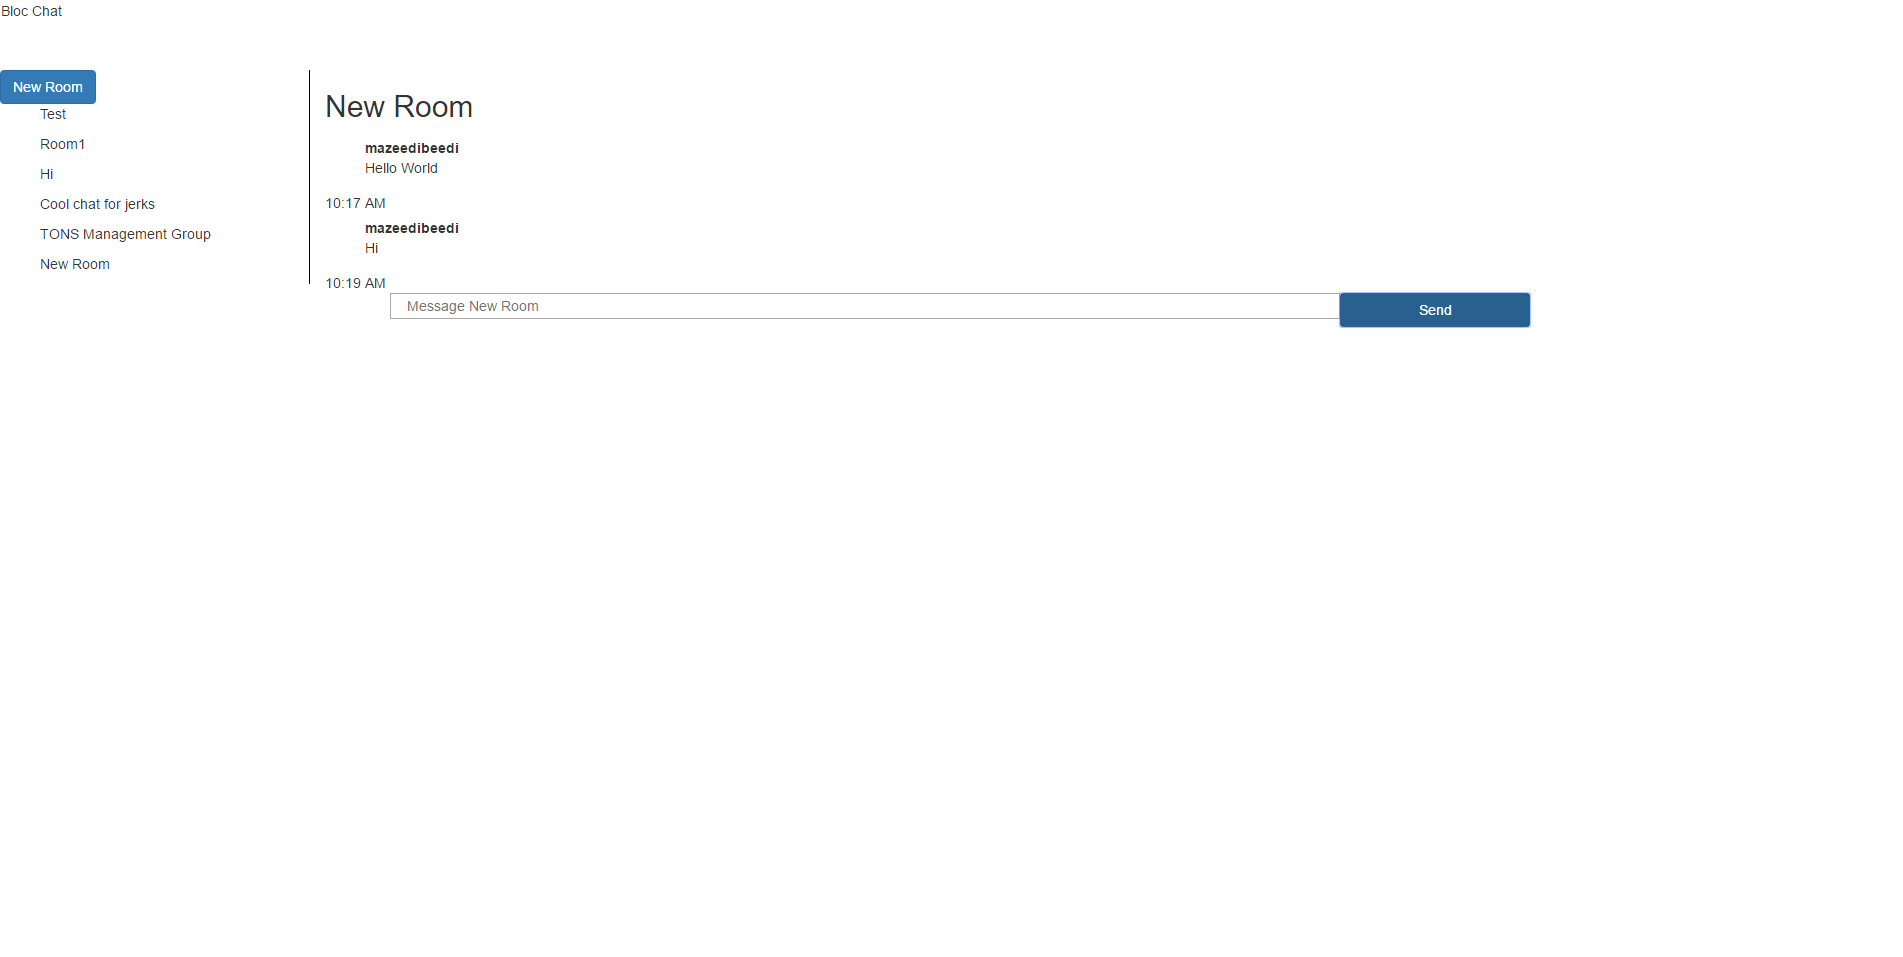 Bloc Chat
New Room
Test
Room1
Hi
Cool chat for jerks
TONS Management Group
New Room
New Room
mazeedibeedi
Hello World
10:17 AM
mazeedibeedi
Hi
10:19 AM
Message New Room
Send